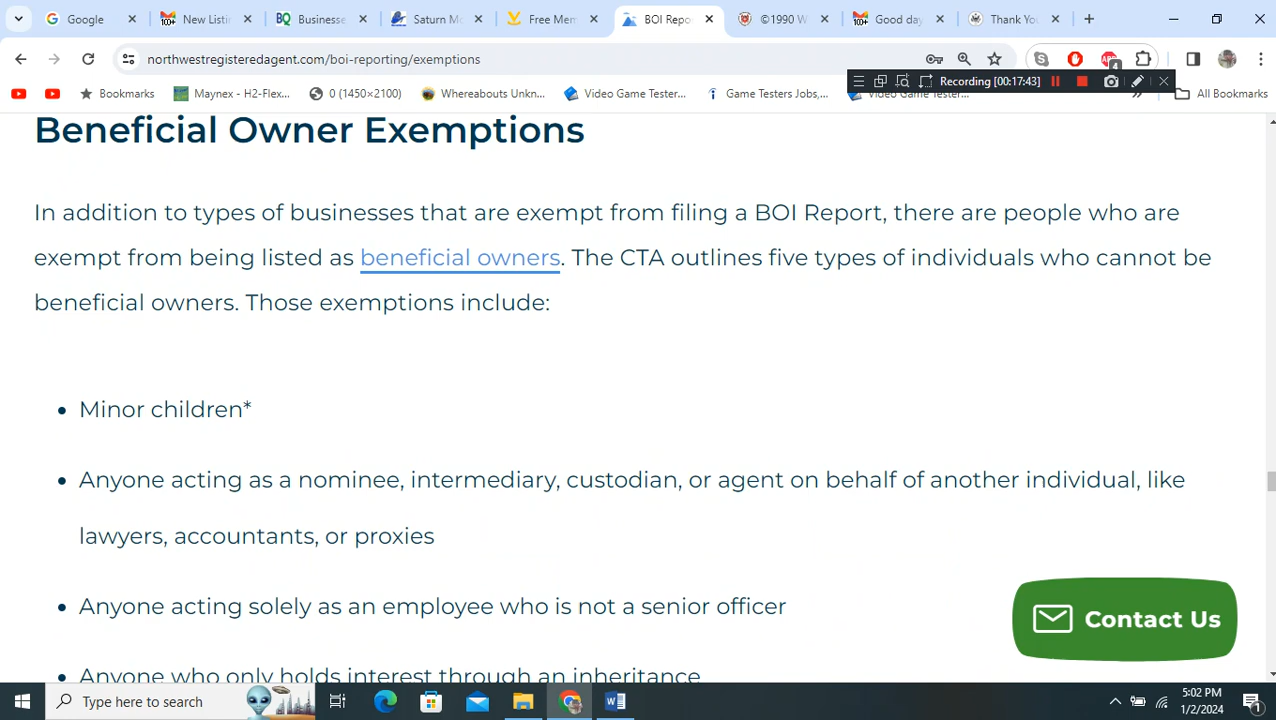 Google
New Listi
Businesse
Saturn Mo
Free Mem
BOI Repo
©1990 W
Good day
Thank You
northwestregisteredagent.com/boi-reporting/exemptions
Recording [00:17:43]
Bookmarks
Maynex - H2-Flex...
0 (1450×2100)
Whereabouts Unkn...
Video Game Tester...
Game Testers Jobs,...
Video Game Tester...
All Bookmarks
Beneficial Owner Exemptions
In addition to types of businesses that are exempt from filing a BOI Report, there are people who are
exempt from being listed as beneficial owners. The CTA outlines five types of individuals who cannot be
beneficial owners. Those exemptions include:
• Minor children*
• Anyone acting as a nominee, intermediary, custodian, or agent on behalf of another individual, like
lawyers, accountants, or proxies
• Anyone acting solely as an employee who is not a senior officer
• Anyone who only holds interest through an inheritance
Contact Us
Type here to search
5:02 PM
1/2/2024